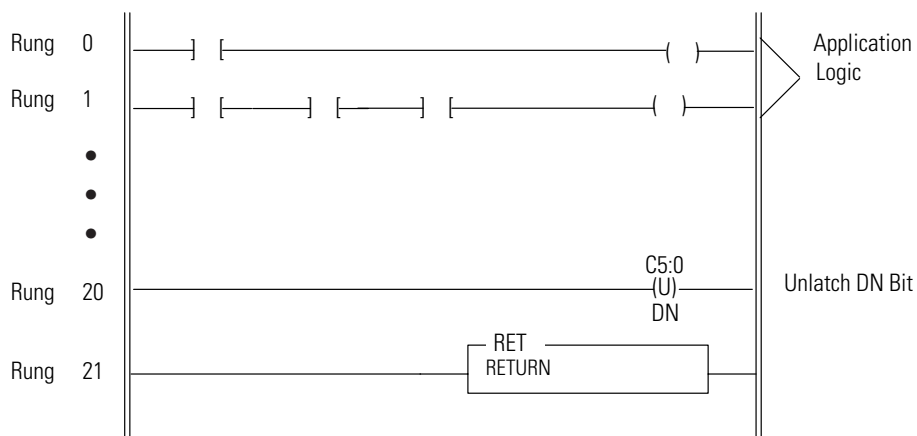 Rung 0
Application
Logic
Rung 1
C5:0
Rung 20
(U)
Unlatch DN Bit
DN
RET
Rung 21
RETURN